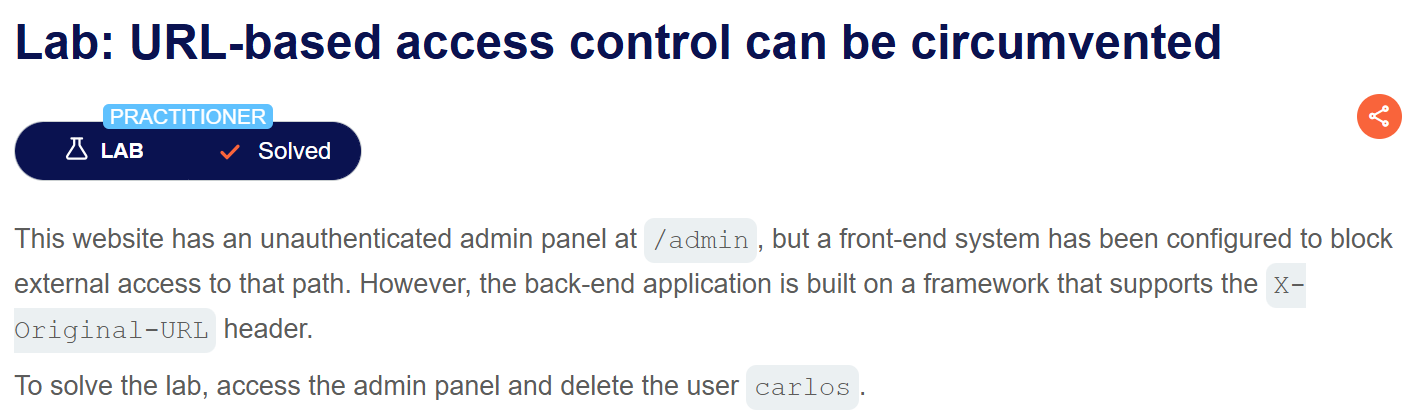 Lab: URL-based access control can be circumvented
PRACTITIONER
LAB Solved
This website has an unauthenticated admin panel at /admin, but a front-end system has been configured to block
external access to that path. However, the back-end application is built on a framework that supports the X-
Original-URL header.
To solve the lab, access the admin panel and delete the user carlos.